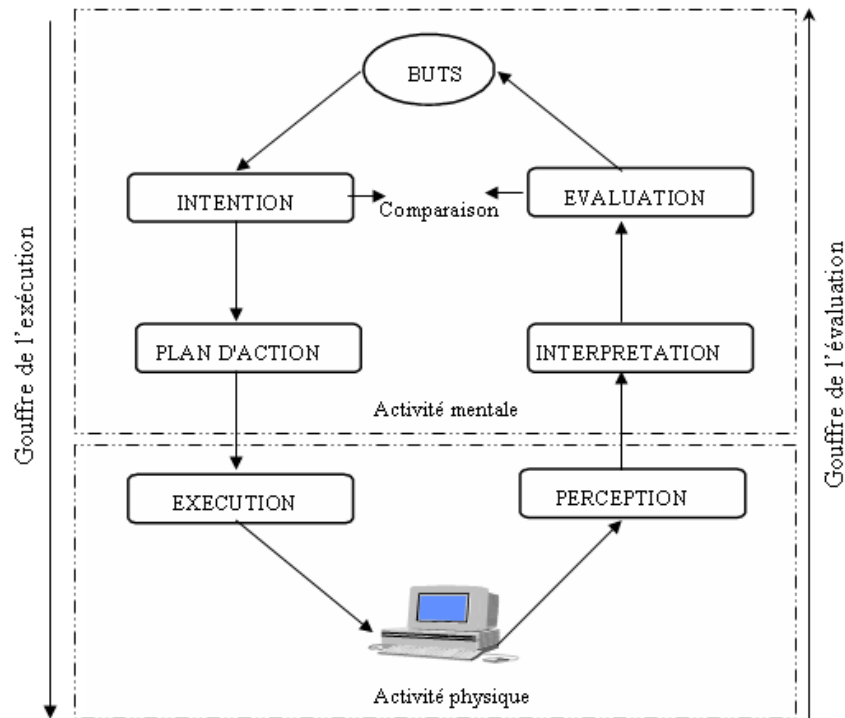 BUTS
INTENTION
Comparaison
EVALUATION
PLAN D'ACTION
INTERPRETATION
Activité mentale
EXECUTION
PERCEPTION
Activité physique
Gouffre de l'exécution
Gouffre de l'évaluation